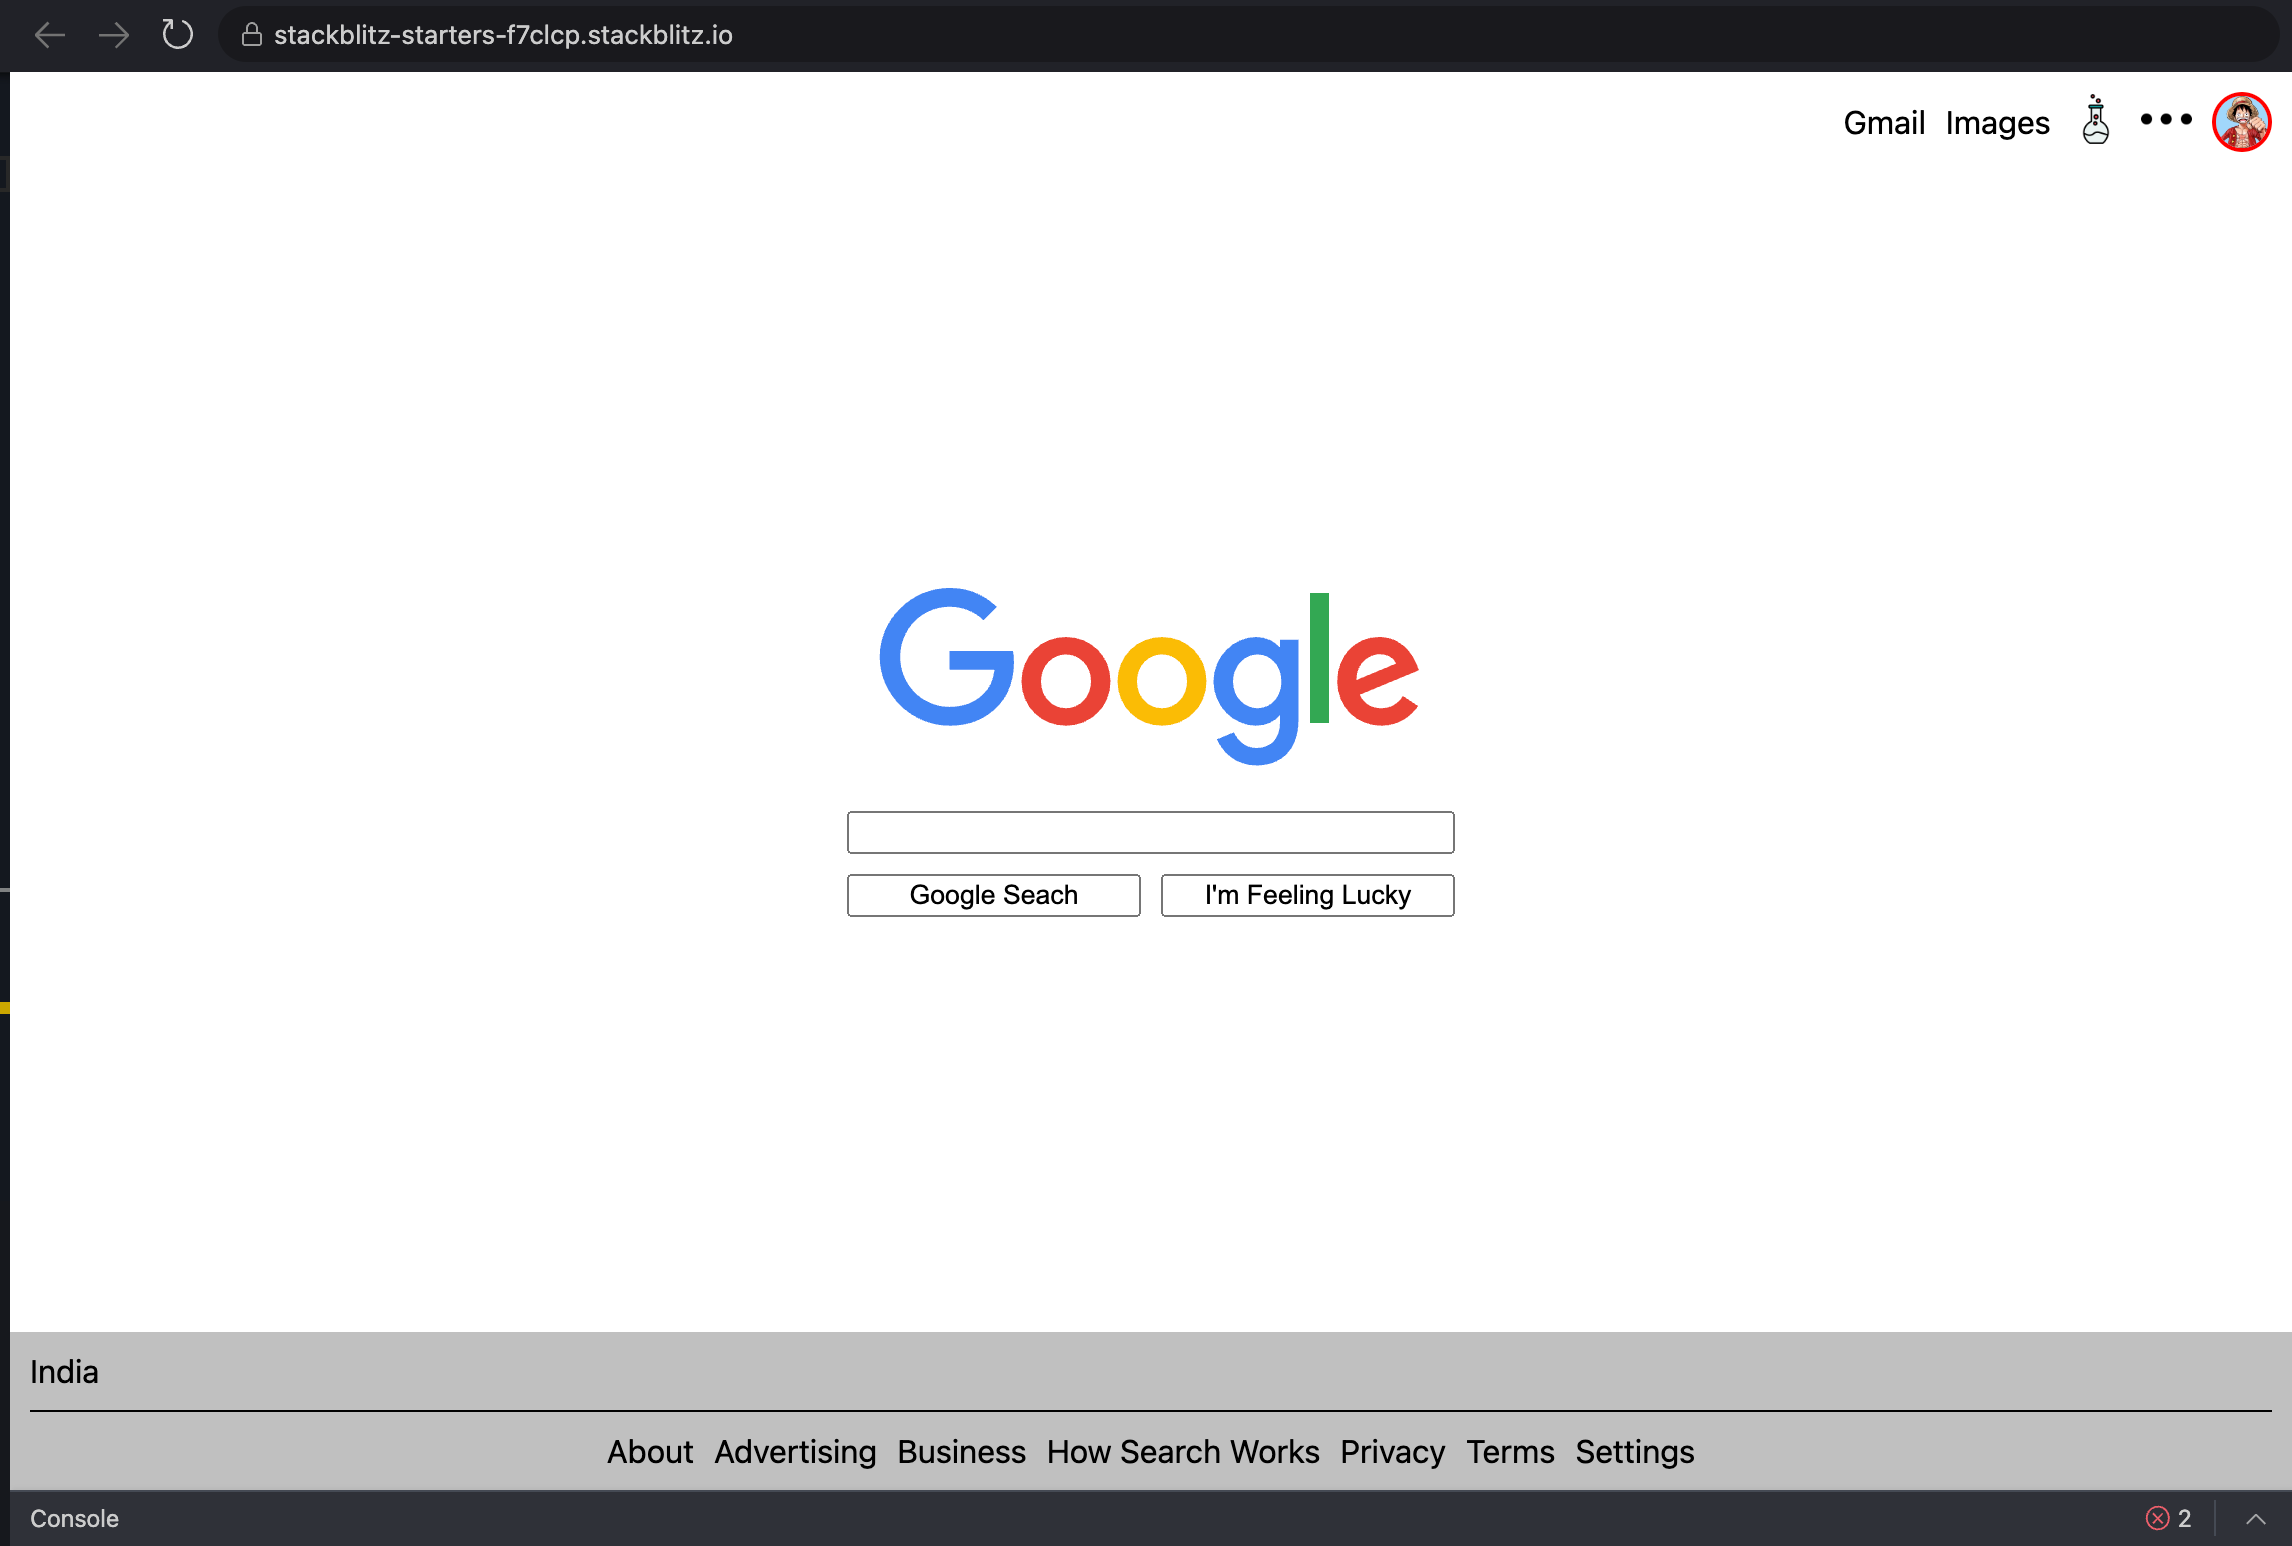 stackblitz-starters-f7clcp.stackblitz.io
Gmail Images
Google
Google Seach I'm Feeling Lucky
India
About Advertising Business How Search Works Privacy Terms Settings
Console 2